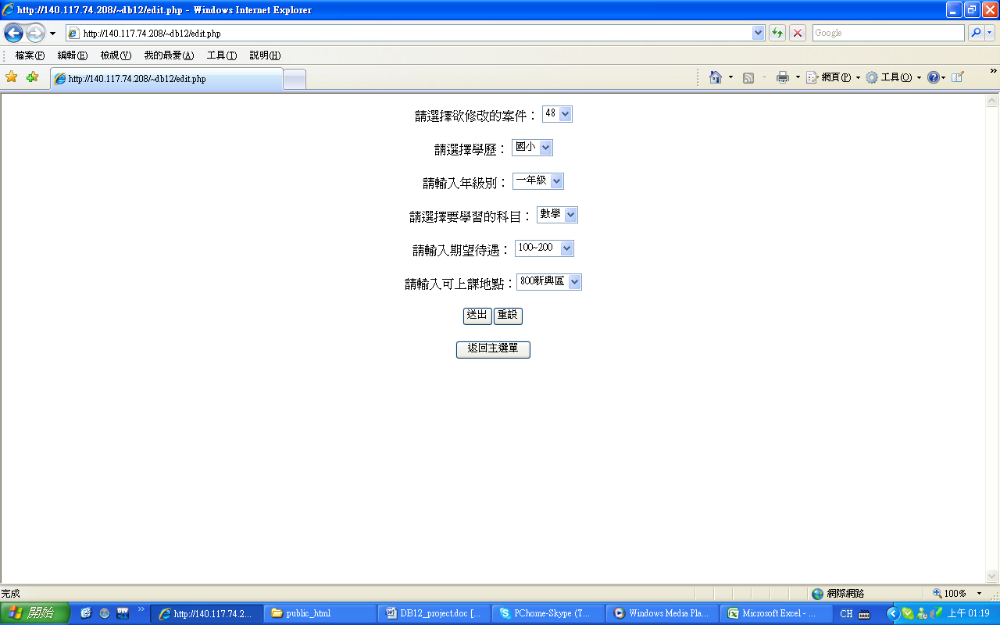 http://140.117.74.208/~db12/edit.php - Windows Internet Explorer
http://140.117.74.208/~db12/edit.php
Google
檔案(F) 編輯(E) 檢視(V) 我的最愛(A) 工具(T) 說明(H)
http://140.117.74.208/~db12/edit.php
網頁(P) 工具(O) »
請選擇欲修改的案件： 48
請選擇學歷： 國小
請輸入年級別： 一年級
請選擇要學習的科目： 數學
請輸入期望待遇： 100~200
請輸入可上課地點： 800新興區
送出 重設
返回主選單
完成 網際網路 100%
開始 » http://140.117.74.2... public_html DB12_project.doc [... PChome-Skype (T... Windows Media Pla... Microsoft Excel - ... CH 上午 01:19